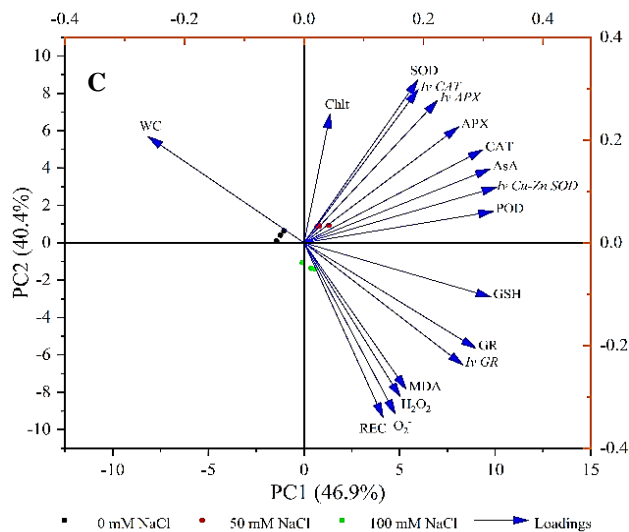 -0.4 -0.2 0.0 0.2 0.4
C
10
8
6
4
2
0
-2
-4
-6
-8
-10
PC2 (40.4%)
0.4
0.2
0.0
-0.2
-0.4
SOD
Iv CAT
Iv APX
Chlt
WC
APX
CAT
AsA
Iv Cu-Zn SOD
POD
GSH
GR
Iv GR
MDA
H₂O₂
REC O₂⁻
-10 -5 0 5 10 15
PC1 (46.9%)
0 mM NaCl 50 mM NaCl 100 mM NaCl Loadings